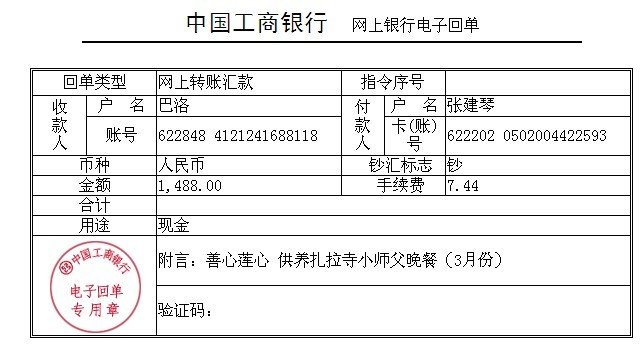 中国工商银行 网上银行电子回单
回单类型 网上转账汇款 指令序号
收款人 户 名 巴洛 付款人 户 名 张建琴
账号 622848 4121241688118 卡(账)号 622202 0502004422593
币种 人民币 钞汇标志 钞
金额 1,488.00 手续费 7.44
合计
用途 现金
附言：善心莲心 供养扎拉寺小师父晚餐（3月份）
验证码：
中国工商银行
电子回单
专用章